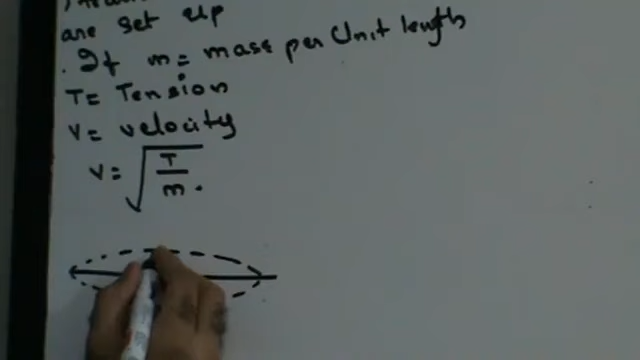 are set up
. If m = mass per Unit length
T = Tension
V = velocity
V = √(T/m).